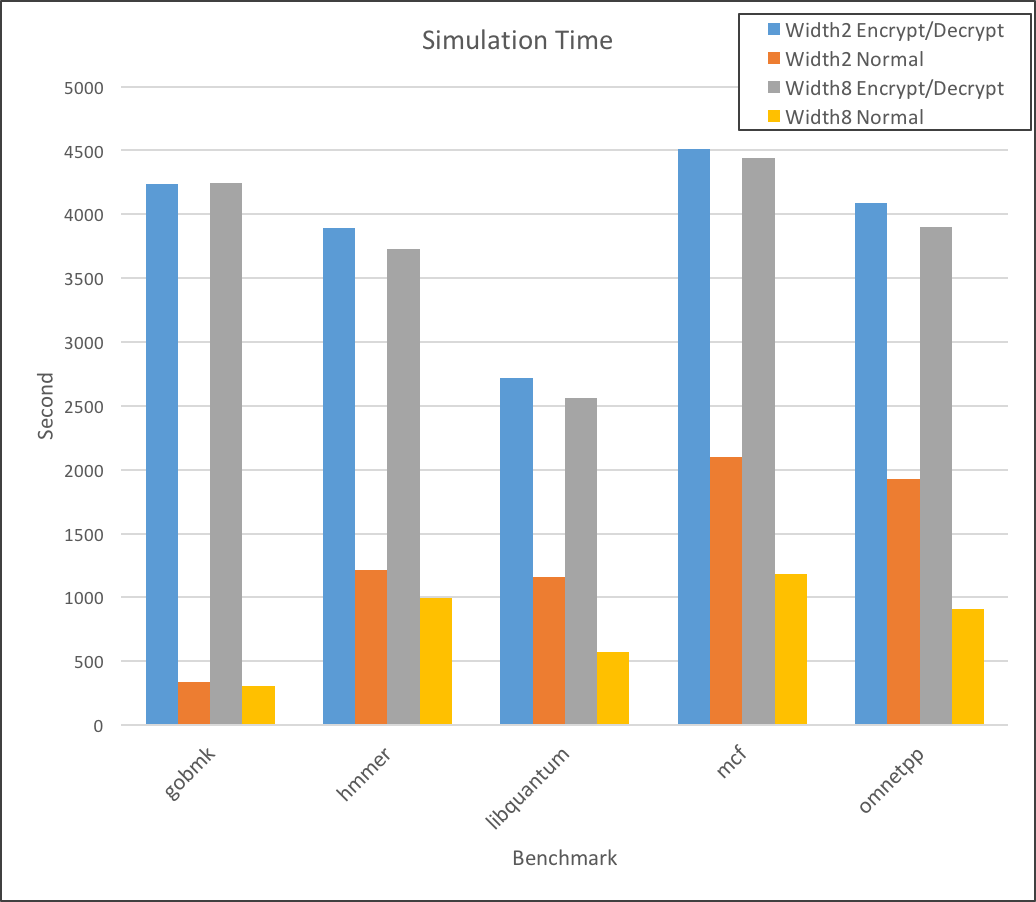 Simulation Time
Width2 Encrypt/Decrypt
Width2 Normal
Width8 Encrypt/Decrypt
Width8 Normal
5000
4500
4000
3500
3000
2500
2000
1500
1000
500
0
Second
gobmk
hmmer
libquantum
mcf
omnetpp
Benchmark